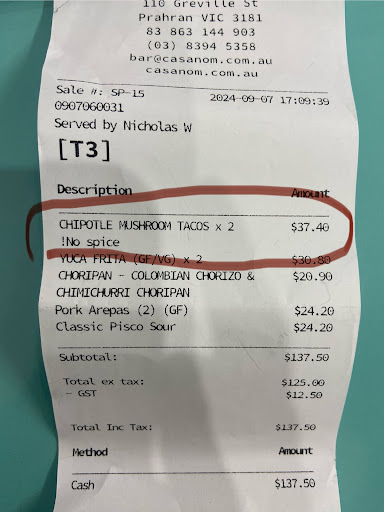 110 Greville St
Prahran VIC 3181
83 863 144 903
(03) 8394 5358
bar@casanom.com.au
casanom.com.au
Sale #: SP-15 2024-09-07 17:09:39
0907060031
Served by Nicholas W
[T3]
Description Amount
CHIPOTLE MUSHROOM TACOS x 2 $37.40
!No spice
YUCA FRITA (GF/VG) x 2 $30.80
CHORIPAN - COLOMBIAN CHORIZO & $20.90
CHIMICHURRI CHORIPAN
Pork Arepas (2) (GF) $24.20
Classic Pisco Sour $24.20
Subtotal: $137.50
Total ex tax: $125.00
- GST $12.50
Total Inc Tax: $137.50
Method Amount
Cash $137.50